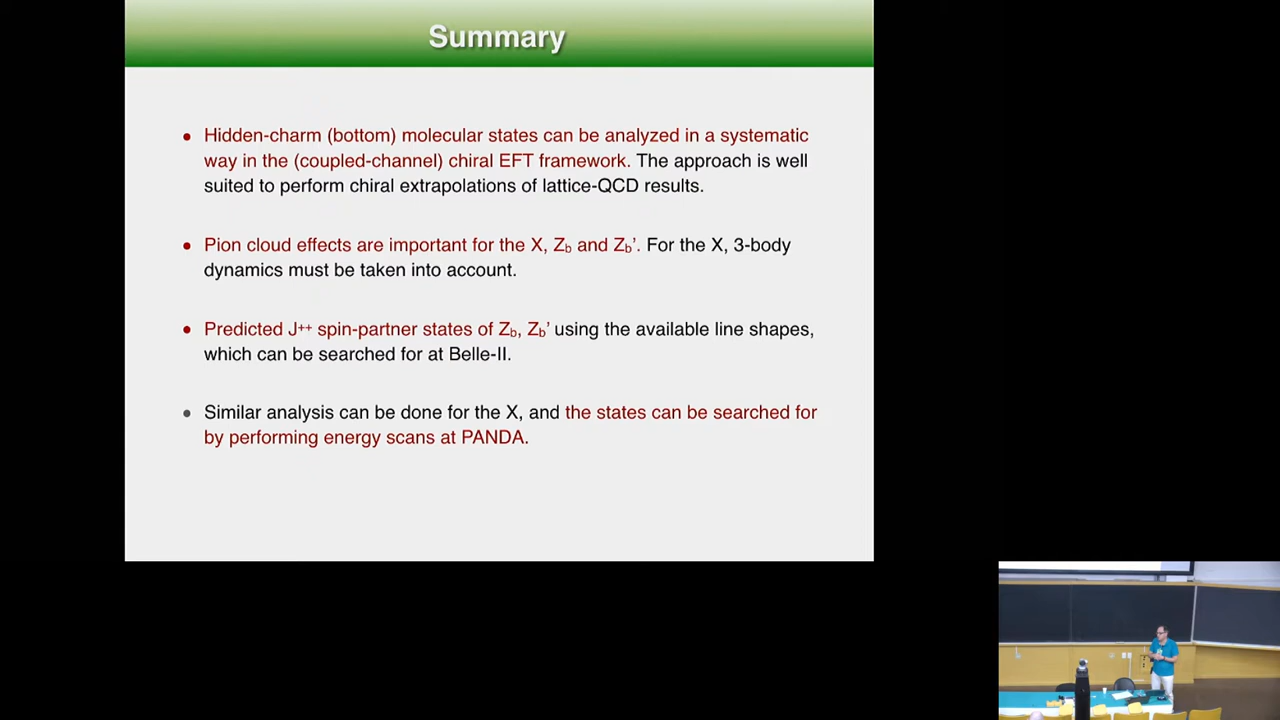 Summary
• Hidden-charm (bottom) molecular states can be analyzed in a systematic
way in the (coupled-channel) chiral EFT framework. The approach is well
suited to perform chiral extrapolations of lattice-QCD results.
• Pion cloud effects are important for the X, Zb and Zb’. For the X, 3-body
dynamics must be taken into account.
• Predicted J++ spin-partner states of Zb, Zb’ using the available line shapes,
which can be searched for at Belle-II.
• Similar analysis can be done for the X, and the states can be searched for
by performing energy scans at PANDA.